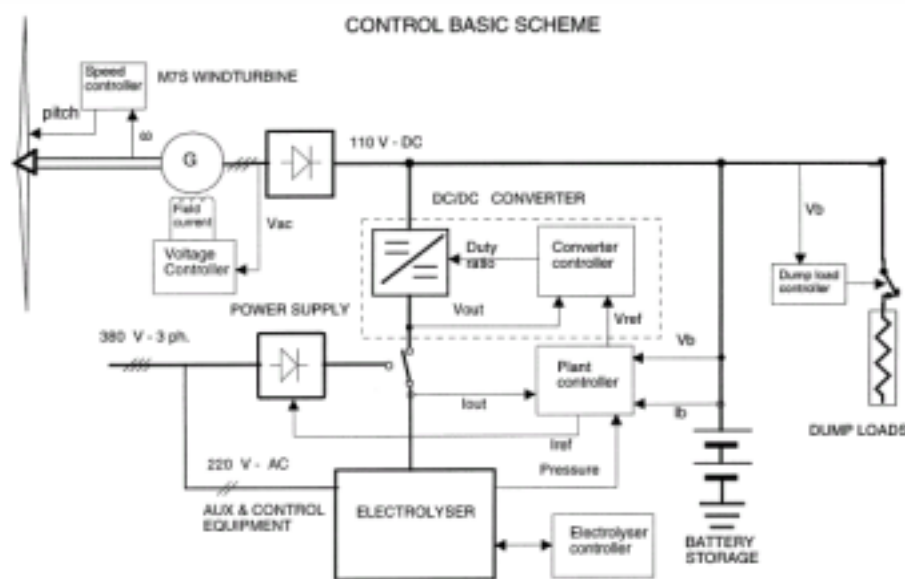 CONTROL BASIC SCHEME
Speed
controller
M7S WINDTURBINE
pitch
ω
G
110 V - DC
Field
current
Vac
Voltage
Controller
DC/DC CONVERTER
Duty
ratio
Converter
controller
Vb
Dump load
controller
POWER SUPPLY
Vout
Vref
380 V - 3 ph.
Vb
Plant
controller
Iout
Ib
Iref
DUMP LOADS
220 V - AC
Pressure
AUX & CONTROL
EQUIPMENT
ELECTROLYSER
Electrolyser
controller
BATTERY
STORAGE